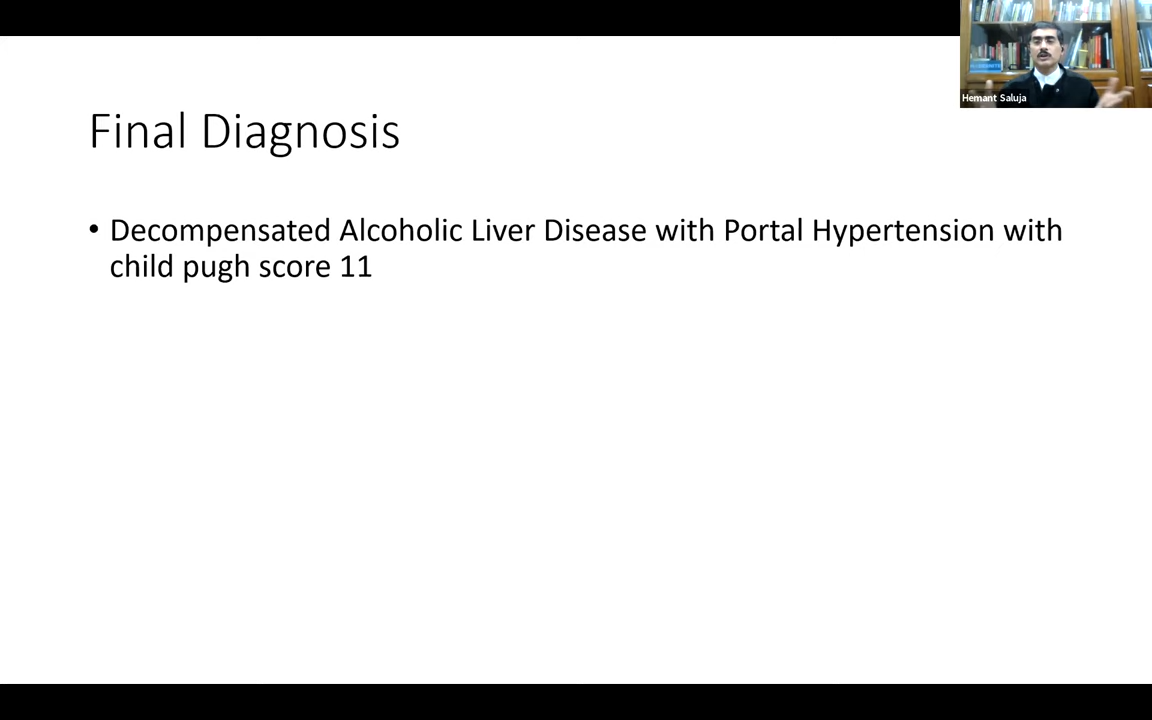 Hemant Saluja
Final Diagnosis
• Decompensated Alcoholic Liver Disease with Portal Hypertension with
child pugh score 11